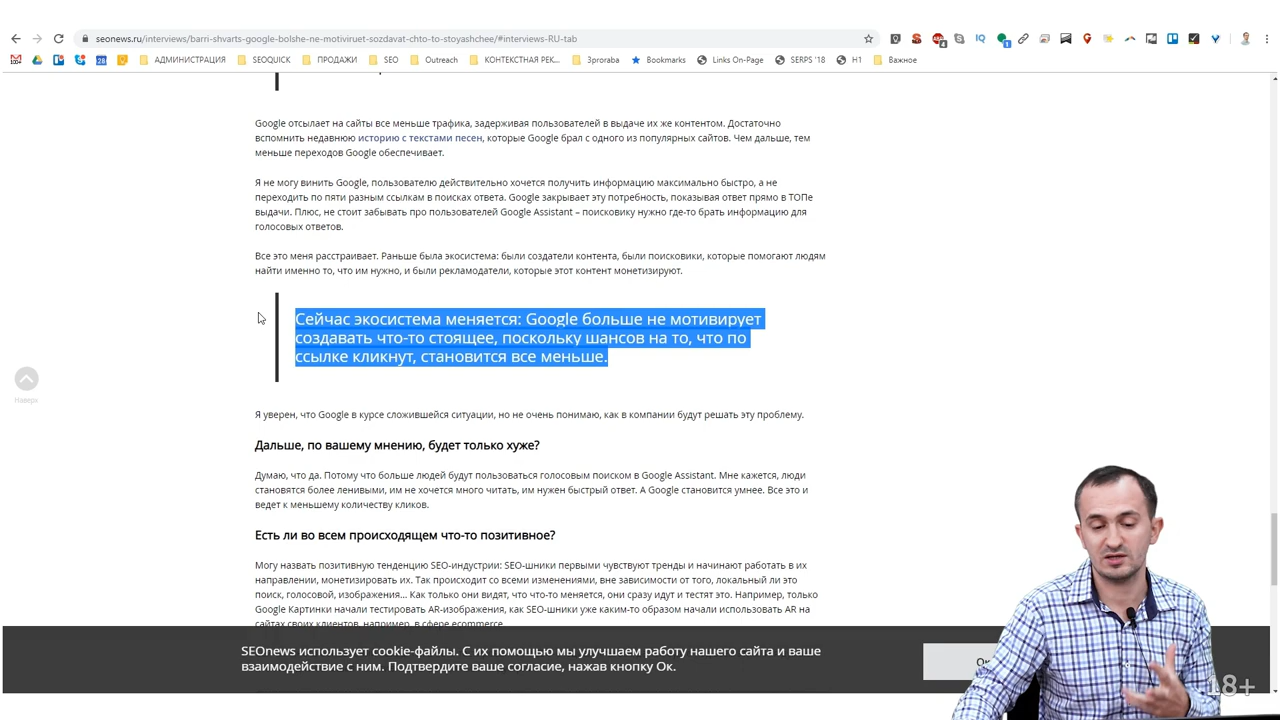 seonews.ru/interviews/barri-shvarts-google-bolshe-ne-motiviruet-sozdavat-chto-to-stoyashchee/#interviews-RU-tab
АДМИНИСТРАЦИЯ SEOQUICK ПРОДАЖИ SEO Outreach КОНТЕКСТНАЯ РЕК... 3proraba Bookmarks Links On-Page SERPS '18 H1 Важное
Google отсылает на сайты все меньше трафика, задерживая пользователей в выдаче их же контентом. Достаточно
вспомнить недавнюю историю с текстами песен, которые Google брал с одного из популярных сайтов. Чем дальше, тем
меньше переходов Google обеспечивает.
Я не могу винить Google, пользователю действительно хочется получить информацию максимально быстро, а не
переходить по пяти разным ссылкам в поисках ответа. Google закрывает эту потребность, показывая ответ прямо в ТОПе
выдачи. Плюс, не стоит забывать про пользователей Google Assistant – поисковику нужно где-то брать информацию для
голосовых ответов.
Все это меня расстраивает. Раньше была экосистема: были создатели контента, были поисковики, которые помогают людям
найти именно то, что им нужно, и были рекламодатели, которые этот контент монетизируют.
Сейчас экосистема меняется: Google больше не мотивирует
создавать что-то стоящее, поскольку шансов на то, что по
ссылке кликнут, становится все меньше.
Наверх
Я уверен, что Google в курсе сложившейся ситуации, но не очень понимаю, как в компании будут решать эту проблему.
Дальше, по вашему мнению, будет только хуже?
Думаю, что да. Потому что больше людей будут пользоваться голосовым поиском в Google Assistant. Мне кажется, люди
становятся более ленивыми, им не хочется много читать, им нужен быстрый ответ. А Google становится умнее. Все это и
ведет к меньшему количеству кликов.
Есть ли во всем происходящем что-то позитивное?
Могу назвать позитивную тенденцию SEO-индустрии: SEO-шники первыми чувствуют тренды и начинают работать в их
направлении, монетизировать их. Так происходит со всеми изменениями, вне зависимости от того, локальный ли это
поиск, голосовой, изображения... Как только они видят, что что-то меняется, они сразу идут и тестят это. Например, только
Google Картинки начали тестировать AR-изображения, как SEO-шники уже каким-то образом начали использовать AR на
сайтах своих клиентов, например, в сфере ecommerce.
SEOnews использует cookie-файлы. С их помощью мы улучшаем работу нашего сайта и ваше
взаимодействие с ним. Подтвердите ваше согласие, нажав кнопку Ок.
Ок
18+